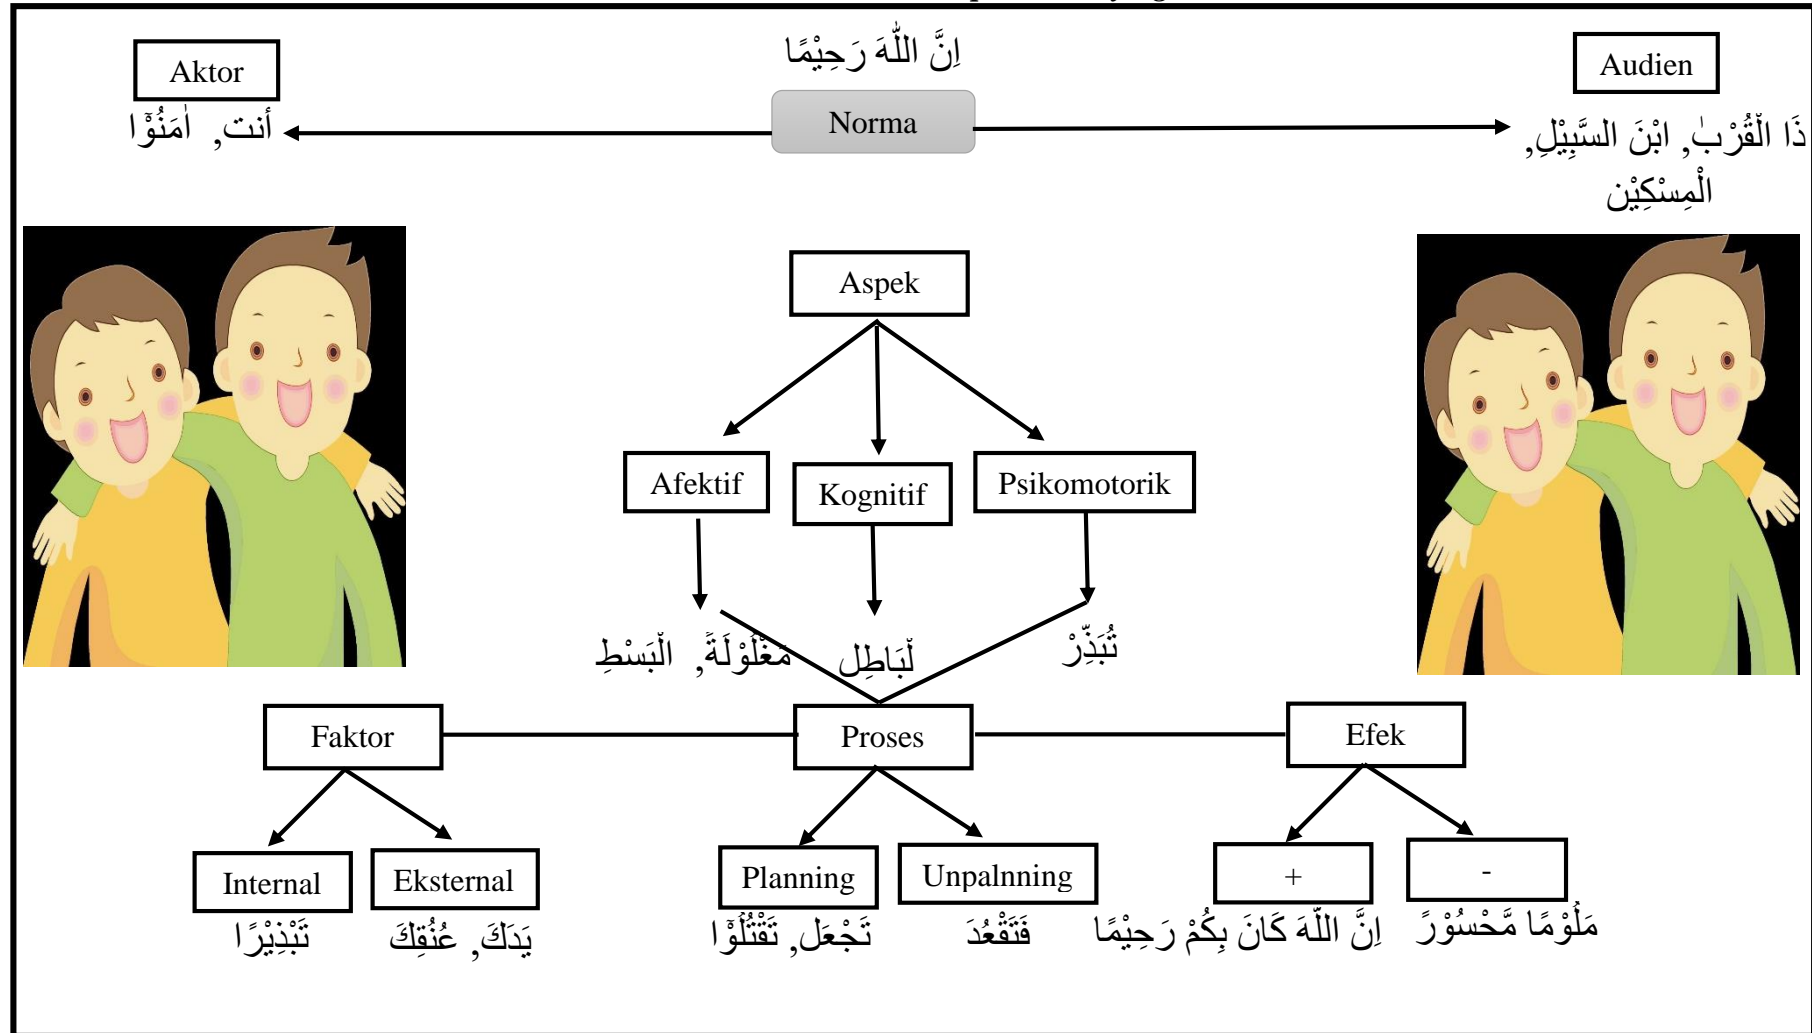 اِنَّ اللّٰهَ رَحِيْمًا
Aktor
Norma
Audien
أنت, اٰمَنُوْٓا
ذَا الْقُرْبٰ, ابْنَ السَّبِيْلِ,
الْمِسْكِيْن
Aspek
Afektif
Kognitif
Psikomotorik
مَغْلُوْلَةً, الْبَسْطِ
لْبَاطِل
تُبَذِّرْ
Faktor
Proses
Efek
Internal
Eksternal
Planning
Unpalnning
+
-
تَبْذِيْرًا
يَدَكَ, عُنُقِكَ
تَجْعَل, تَقْتُلُوْٓا
فَتَقْعُدَ
اِنَّ اللّٰهَ كَانَ بِكُمْ رَحِيْمًا
مَلُوْمًا مَّحْسُوْرً